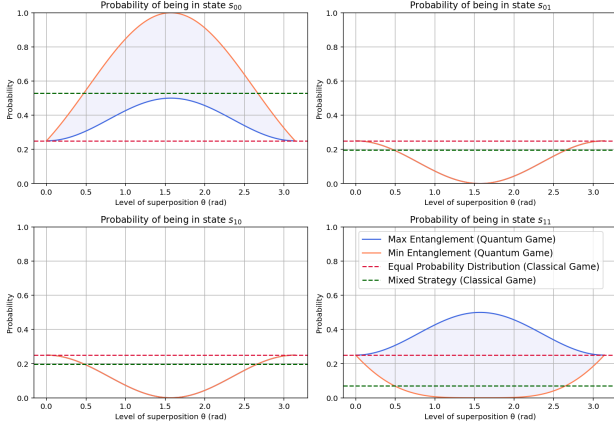 Probability of being in state s00
Probability
1.0
0.8
0.6
0.4
0.2
0.0
0.0 0.5 1.0 1.5 2.0 2.5 3.0
Level of superposition θ (rad)
Probability of being in state s01
Probability
1.0
0.8
0.6
0.4
0.2
0.0
0.0 0.5 1.0 1.5 2.0 2.5 3.0
Level of superposition θ (rad)
Probability of being in state s10
Probability
1.0
0.8
0.6
0.4
0.2
0.0
0.0 0.5 1.0 1.5 2.0 2.5 3.0
Level of superposition θ (rad)
Probability of being in state s11
Probability
1.0
0.8
0.6
0.4
0.2
0.0
Max Entanglement (Quantum Game)
Min Entanglement (Quantum Game)
Equal Probability Distribution (Classical Game)
Mixed Strategy (Classical Game)
0.0 0.5 1.0 1.5 2.0 2.5 3.0
Level of superposition θ (rad)